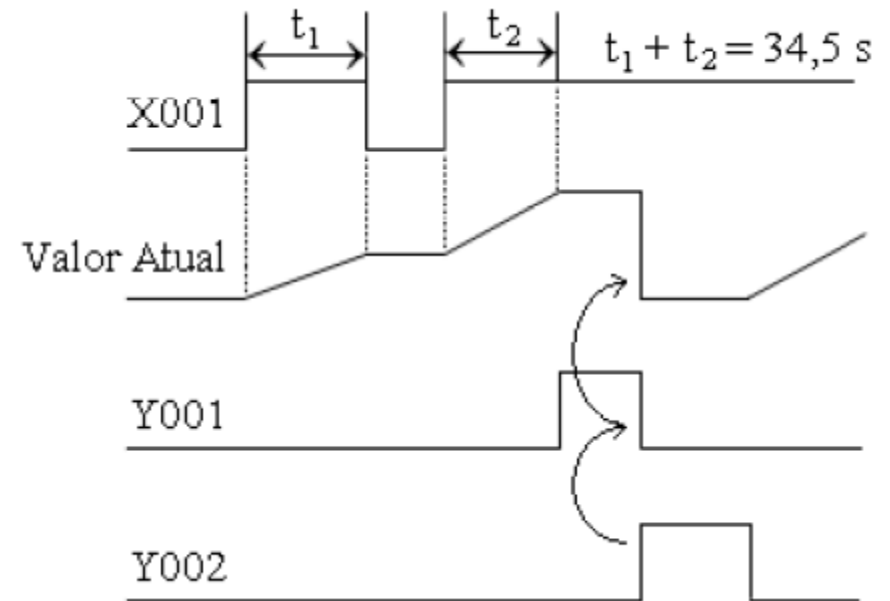 t₁ t₂ t₁ + t₂ = 34,5 s
X001
Valor Atual
Y001
Y002